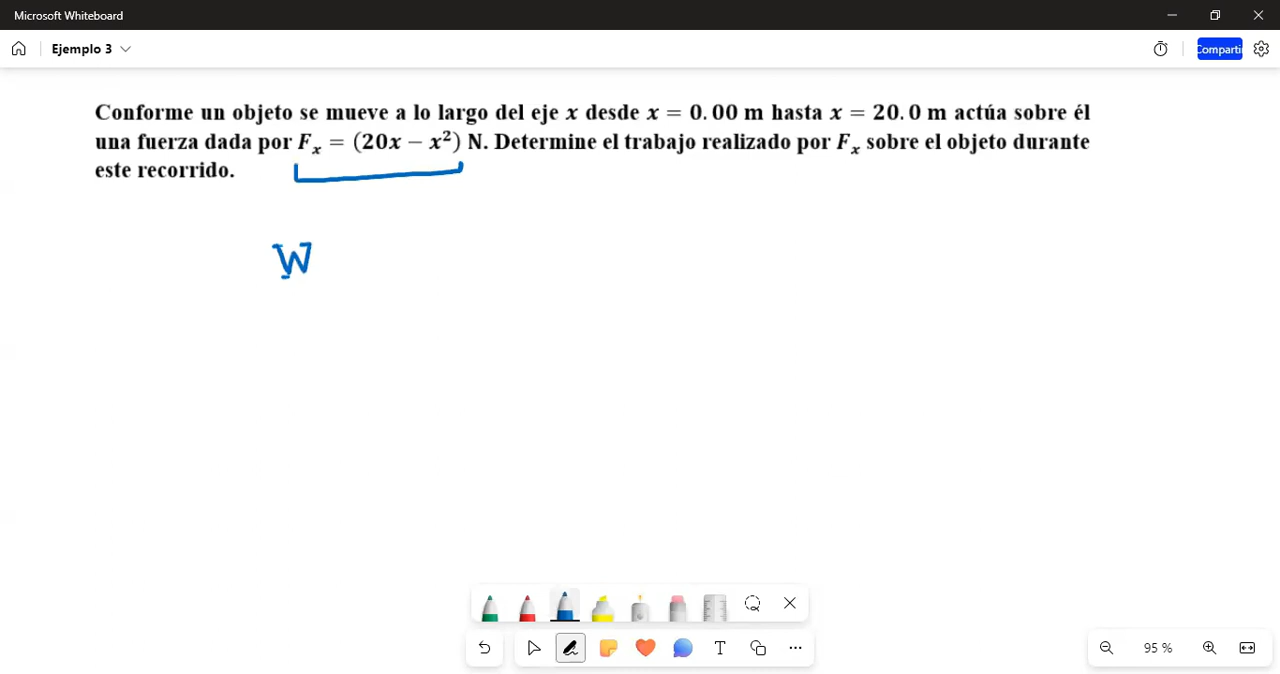 Microsoft Whiteboard
Ejemplo 3
Comparti
Conforme un objeto se mueve a lo largo del eje x desde x = 0.00 m hasta x = 20.0 m actúa sobre él
una fuerza dada por Fₓ = (20x − x²) N. Determine el trabajo realizado por Fₓ sobre el objeto durante
este recorrido.
W
T
95 %